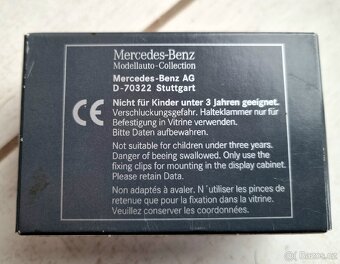 Mercedes-Benz
Modellauto-Collection
Mercedes-Benz AG
D-70322 Stuttgart
CE
Nicht für Kinder unter 3 Jahren geeignet.
Verschluckungsgefahr. Halteklammer nur für
Befestigung in Vitrine verwenden.
Bitte Daten aufbewahren.
Not suitable for children under three years.
Danger of beeing swallowed. Only use the
fixing clips for mounting in the display cabinet.
Please retain Data.
Non adaptés à avaler. N´utiliser les pinces de
retenue que pour la fixation dans la vitrine.
Veuillez conserver les coordonnées.
Bazos.cz